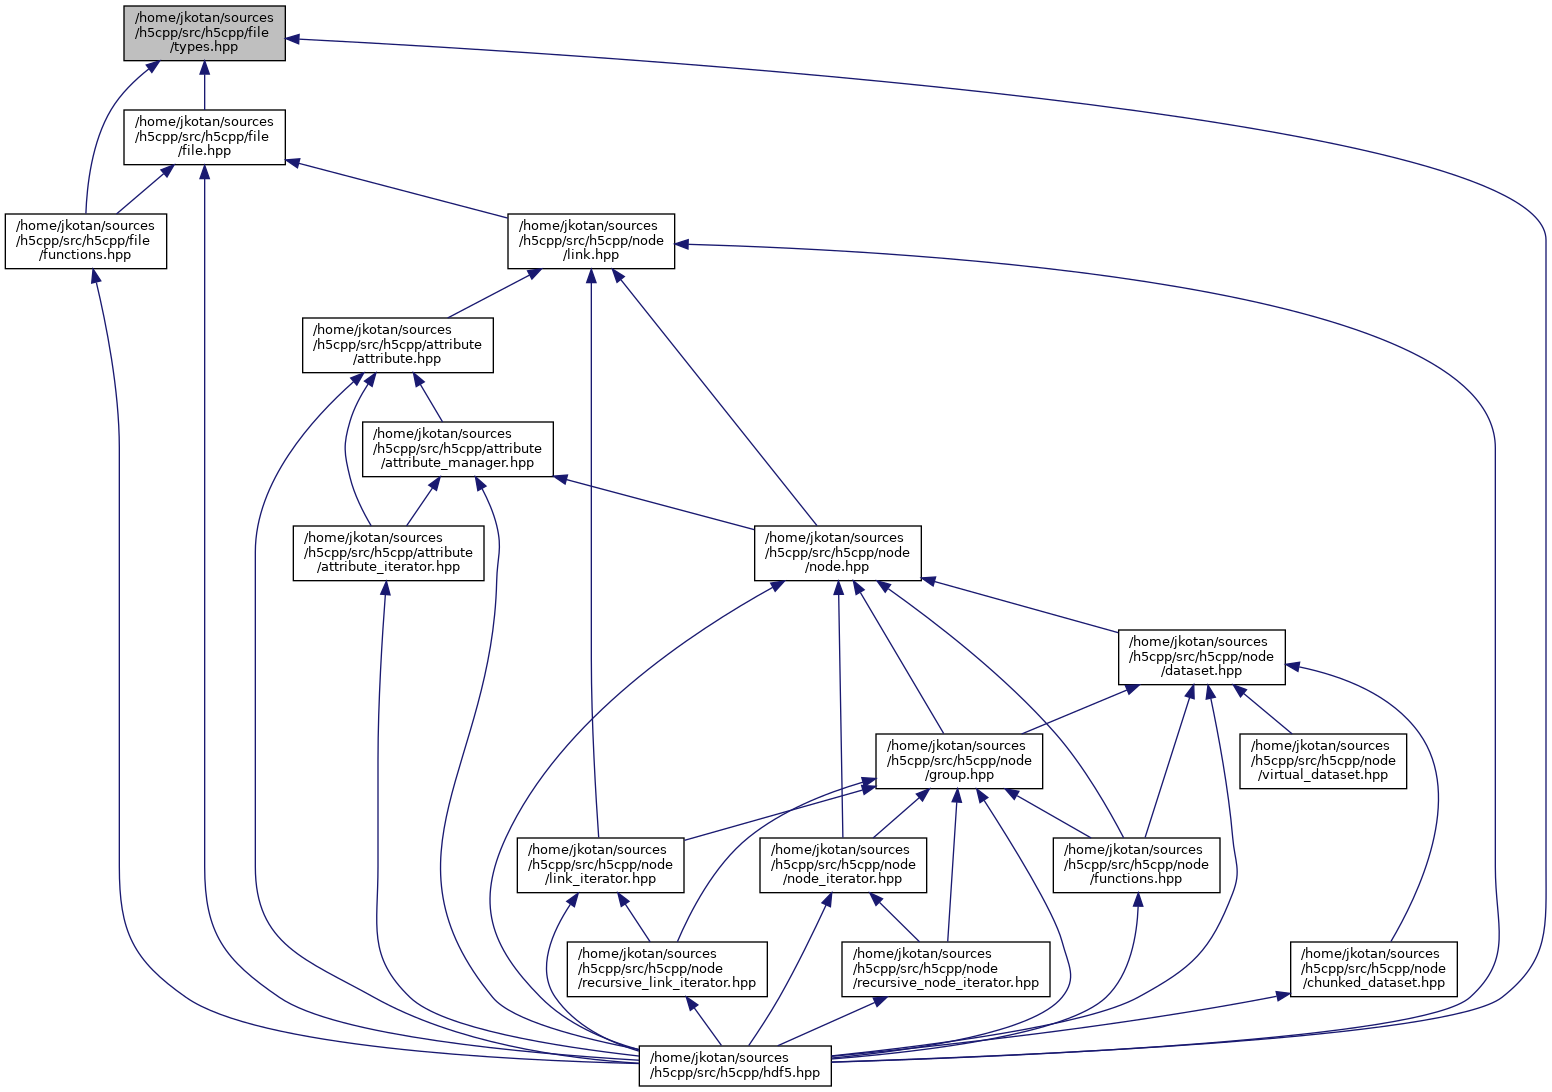 /home/jkotan/sources
/h5cpp/src/h5cpp/file
/types.hpp
/home/jkotan/sources
/h5cpp/src/h5cpp/file
/file.hpp
/home/jkotan/sources
/h5cpp/src/h5cpp/file
/functions.hpp
/home/jkotan/sources
/h5cpp/src/h5cpp/node
/link.hpp
/home/jkotan/sources
/h5cpp/src/h5cpp/attribute
/attribute.hpp
/home/jkotan/sources
/h5cpp/src/h5cpp/attribute
/attribute_manager.hpp
/home/jkotan/sources
/h5cpp/src/h5cpp/attribute
/attribute_iterator.hpp
/home/jkotan/sources
/h5cpp/src/h5cpp/node
/node.hpp
/home/jkotan/sources
/h5cpp/src/h5cpp/node
/dataset.hpp
/home/jkotan/sources
/h5cpp/src/h5cpp/node
/group.hpp
/home/jkotan/sources
/h5cpp/src/h5cpp/node
/virtual_dataset.hpp
/home/jkotan/sources
/h5cpp/src/h5cpp/node
/link_iterator.hpp
/home/jkotan/sources
/h5cpp/src/h5cpp/node
/node_iterator.hpp
/home/jkotan/sources
/h5cpp/src/h5cpp/node
/functions.hpp
/home/jkotan/sources
/h5cpp/src/h5cpp/node
/recursive_link_iterator.hpp
/home/jkotan/sources
/h5cpp/src/h5cpp/node
/recursive_node_iterator.hpp
/home/jkotan/sources
/h5cpp/src/h5cpp/node
/chunked_dataset.hpp
/home/jkotan/sources
/h5cpp/src/h5cpp/hdf5.hpp